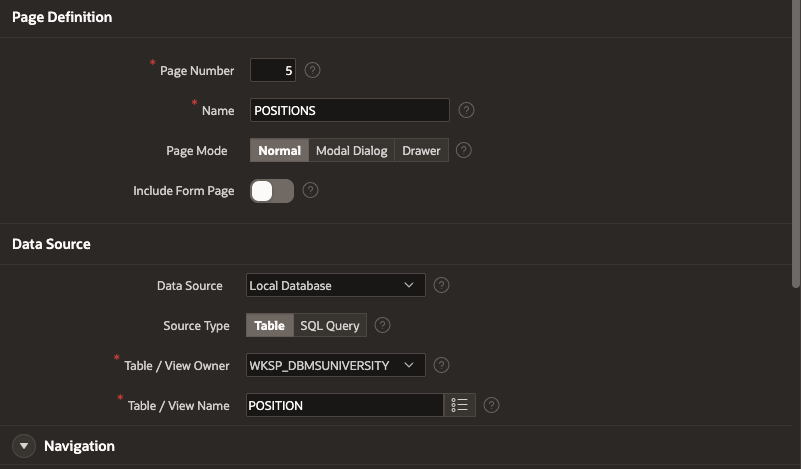 Page Definition
* Page Number 5 ?
* Name POSITIONS ?
Page Mode Normal Modal Dialog Drawer ?
Include Form Page ?
Data Source
Data Source Local Database ?
Source Type Table SQL Query ?
* Table / View Owner WKSP_DBMSUNIVERSITY ?
* Table / View Name POSITION ?
Navigation